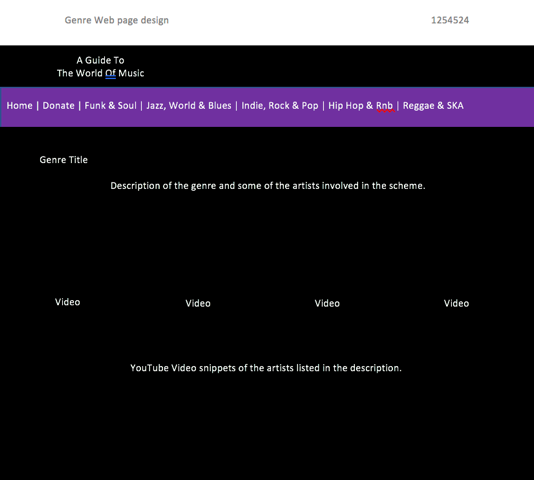 Genre Web page design 1254524
A Guide To
The World Of Music
Home | Donate | Funk & Soul | Jazz, World & Blues | Indie, Rock & Pop | Hip Hop & Rnb | Reggae & SKA
Genre Title
Description of the genre and some of the artists involved in the scheme.
Video Video Video Video
YouTube Video snippets of the artists listed in the description.